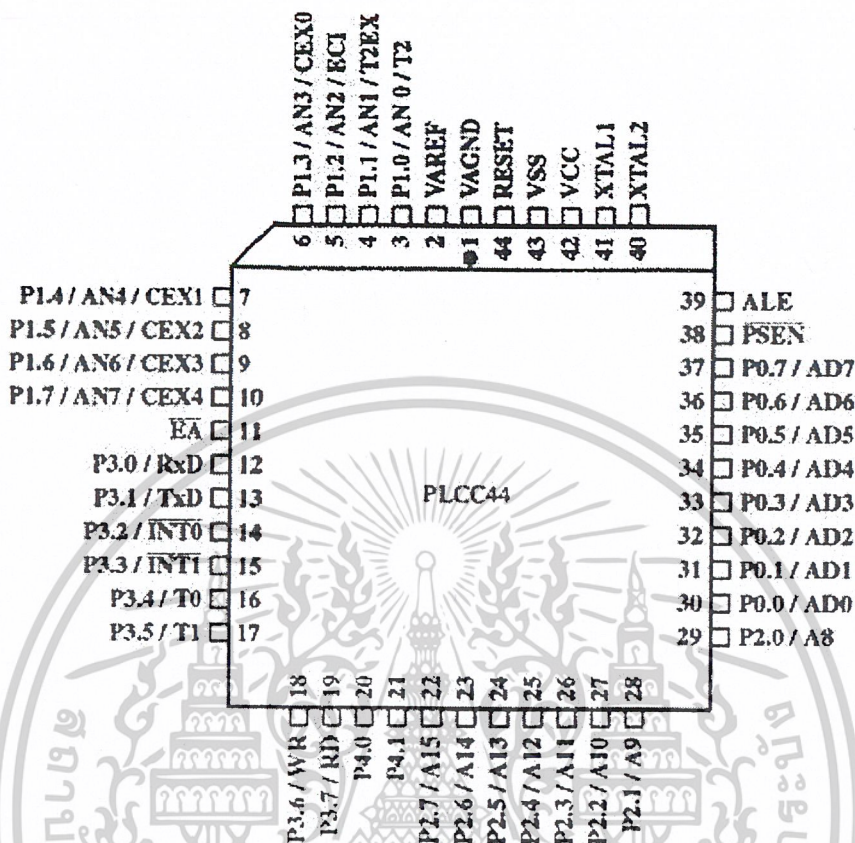 P1.3 / AN3 / CEX0
P1.2 / AN2 / ECI
P1.1 / AN1 / T2EX
P1.0 / AN 0 / T2
VAREF
VAGND
RESET
VSS
VCC
XTAL1
XTAL2
6 5 4 3 2 1 44 43 42 41 40
P1.4 / AN4 / CEX1 7
P1.5 / AN5 / CEX2 8
P1.6 / AN6 / CEX3 9
P1.7 / AN7 / CEX4 10
EA 11
P3.0 / RxD 12
P3.1 / TxD 13
P3.2 / INT0 14
P3.3 / INT1 15
P3.4 / T0 16
P3.5 / T1 17
PLCC44
39 ALE
38 PSEN
37 P0.7 / AD7
36 P0.6 / AD6
35 P0.5 / AD5
34 P0.4 / AD4
33 P0.3 / AD3
32 P0.2 / AD2
31 P0.1 / AD1
30 P0.0 / AD0
29 P2.0 / A8
18 19 20 21 22 23 24 25 26 27 28
P3.6 / WR
P3.7 / RD
P4.0
P4.1
P2.7 / A15
P2.6 / A14
P2.5 / A13
P2.4 / A12
P2.3 / A11
P2.2 / A10
P2.1 / A9